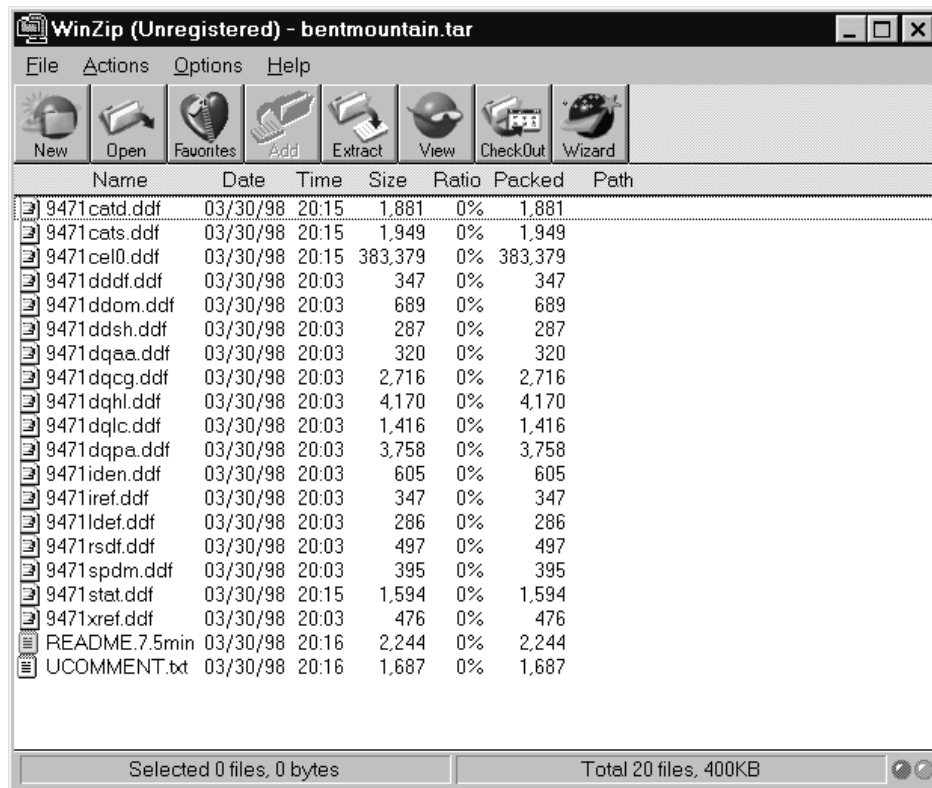 WinZip (Unregistered) - bentmountain.tar
File Actions Options Help
New Open Favorites Add Extract View CheckOut Wizard
Name Date Time Size Ratio Packed Path
9471catd.ddf 03/30/98 20:15 1,881 0% 1,881
9471cats.ddf 03/30/98 20:15 1,949 0% 1,949
9471cel0.ddf 03/30/98 20:15 383,379 0% 383,379
9471dddf.ddf 03/30/98 20:03 347 0% 347
9471ddom.ddf 03/30/98 20:03 689 0% 689
9471ddsh.ddf 03/30/98 20:03 287 0% 287
9471dqaa.ddf 03/30/98 20:03 320 0% 320
9471dqcg.ddf 03/30/98 20:03 2,716 0% 2,716
9471dqhl.ddf 03/30/98 20:03 4,170 0% 4,170
9471dqlc.ddf 03/30/98 20:03 1,416 0% 1,416
9471dqpa.ddf 03/30/98 20:03 3,758 0% 3,758
9471iden.ddf 03/30/98 20:03 605 0% 605
9471iref.ddf 03/30/98 20:03 347 0% 347
9471ldef.ddf 03/30/98 20:03 286 0% 286
9471rsdf.ddf 03/30/98 20:03 497 0% 497
9471spdm.ddf 03/30/98 20:03 395 0% 395
9471stat.ddf 03/30/98 20:15 1,594 0% 1,594
9471xref.ddf 03/30/98 20:03 476 0% 476
README.7.5min 03/30/98 20:16 2,244 0% 2,244
UCOMMENT.txt 03/30/98 20:16 1,687 0% 1,687
Selected 0 files, 0 bytes Total 20 files, 400KB